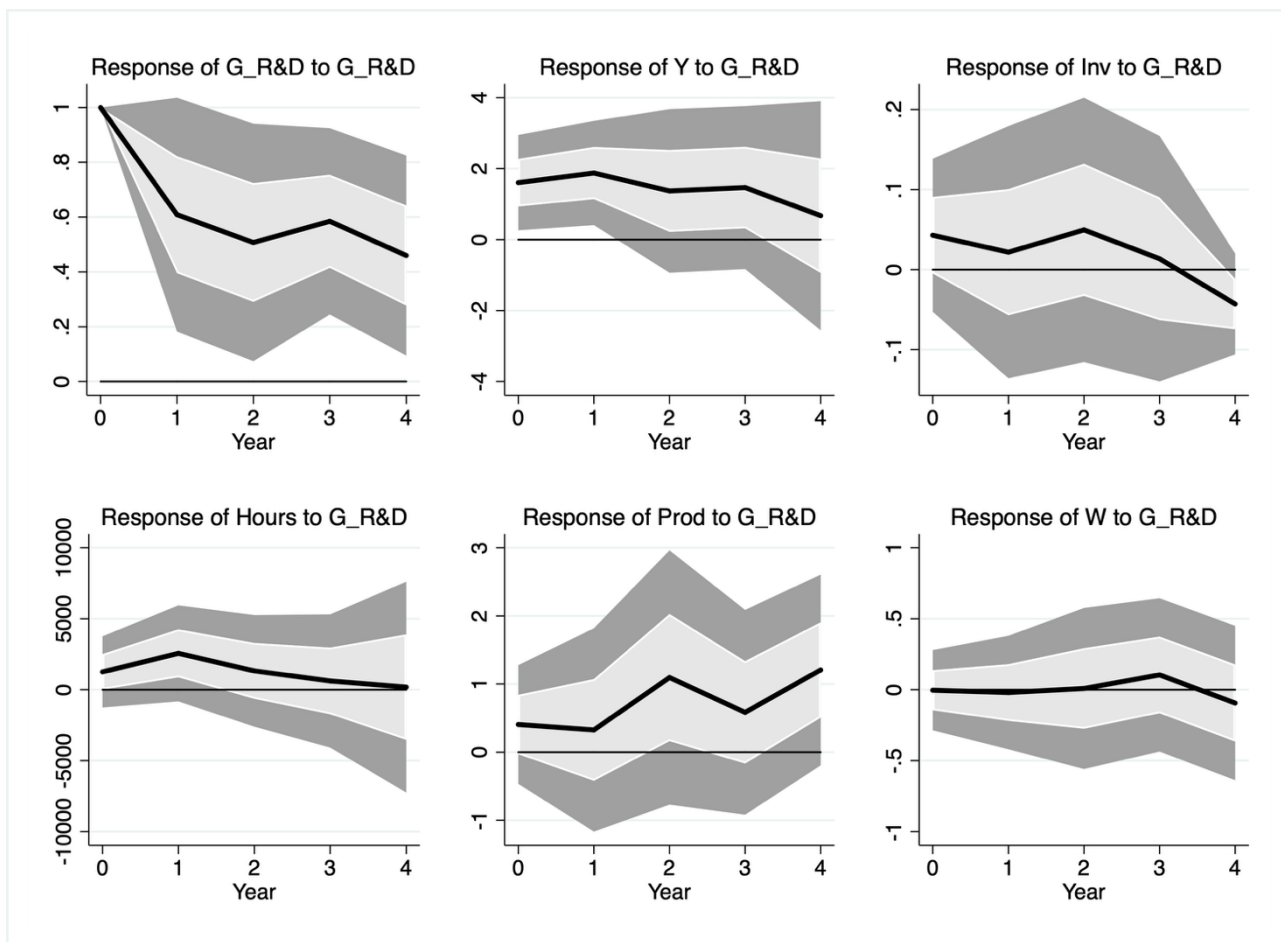 Response of G_R&D to G_R&D
1
.8
.6
.4
.2
0
0 1 2 3 4
Year
Response of Y to G_R&D
4
2
0
-2
-4
0 1 2 3 4
Year
Response of Inv to G_R&D
.2
.1
0
-.1
0 1 2 3 4
Year
Response of Hours to G_R&D
10000
5000
0
-5000
-10000
0 1 2 3 4
Year
Response of Prod to G_R&D
3
2
1
0
-1
0 1 2 3 4
Year
Response of W to G_R&D
1
.5
0
-.5
-1
0 1 2 3 4
Year